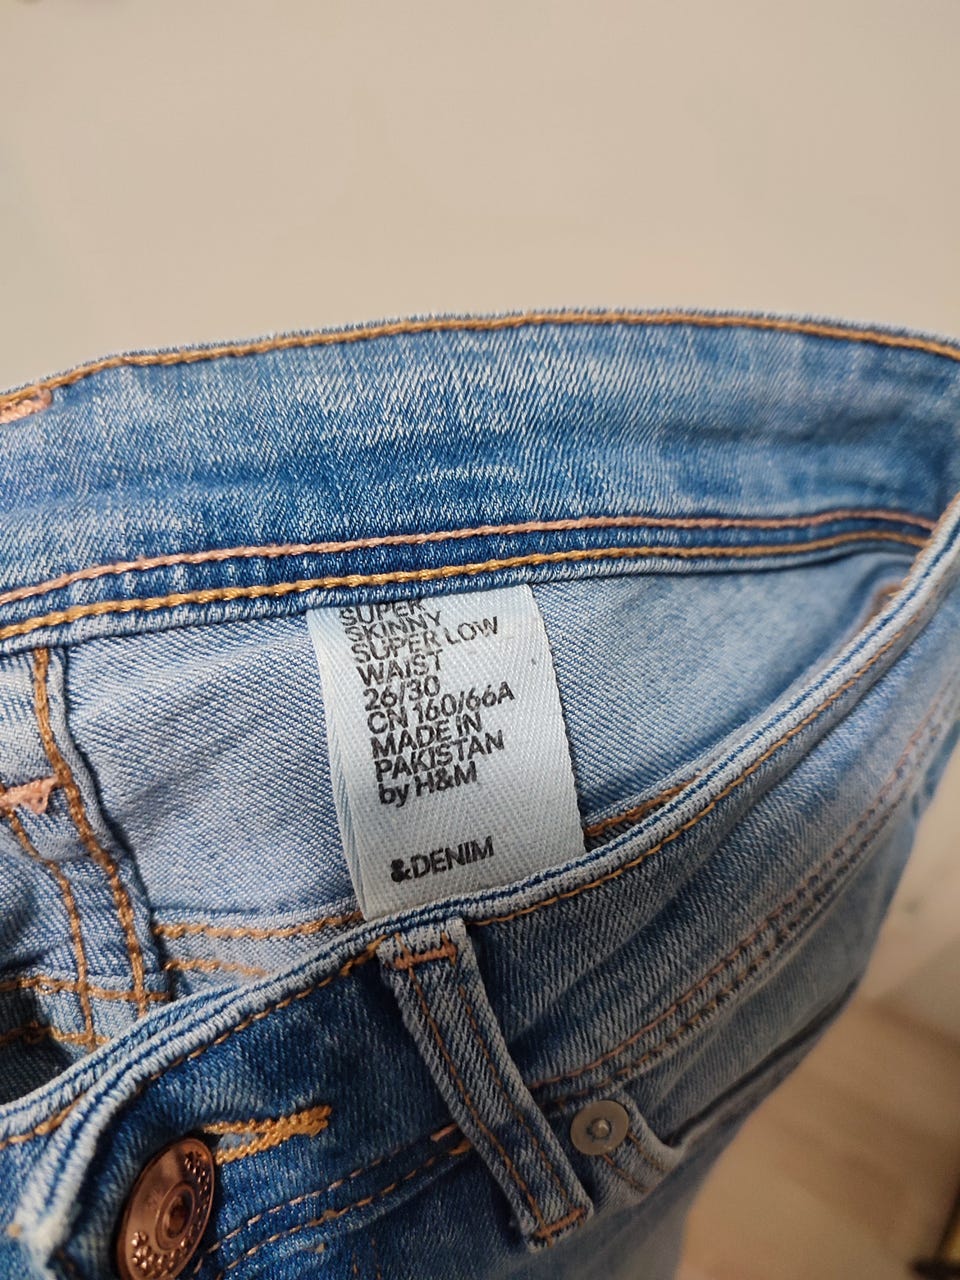 SUPER
SKINNY
SUPER LOW
WAIST
26/30
CN 160/66A
MADE IN
PAKISTAN
by H&M
&DENIM